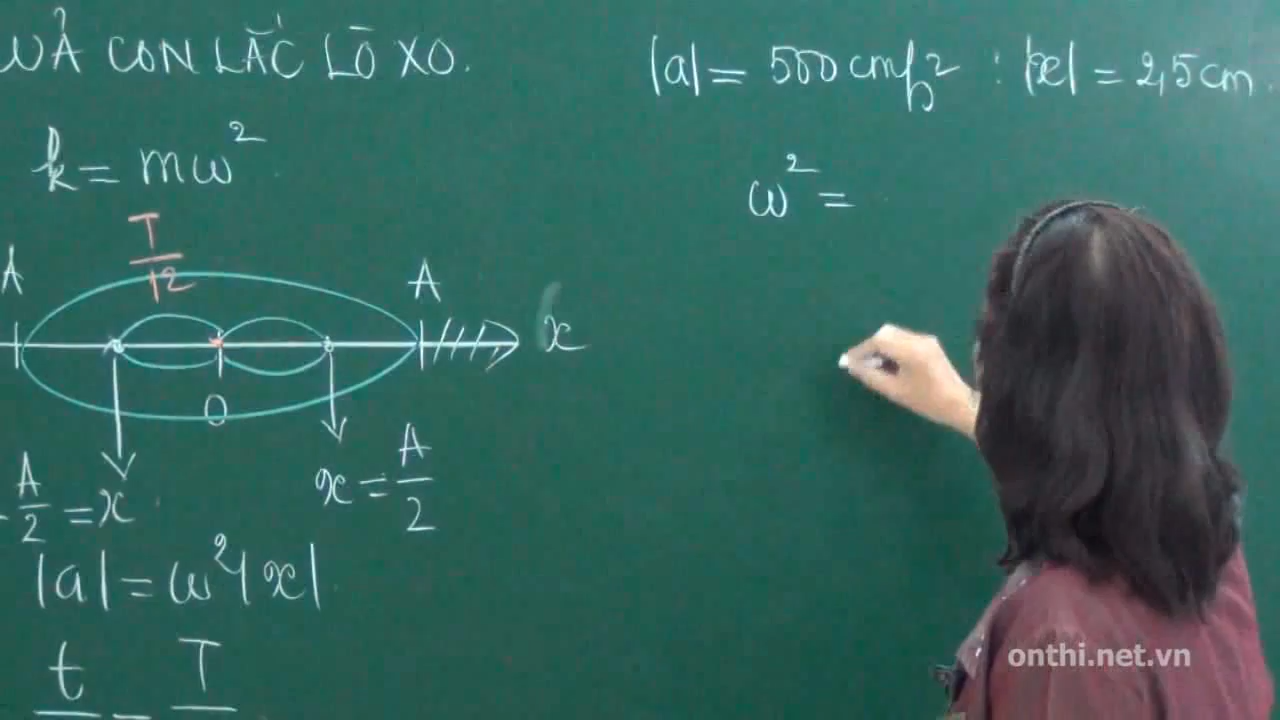 CON LẮC LÒ XO.
k = mω²
T/12
A A
x
O
-A/2 = x x = A/2
|a| = ω²|x|
t = T
|a| = 500 cm/s² : |x| = 2,5 cm.
ω² =
onthi.net.vn